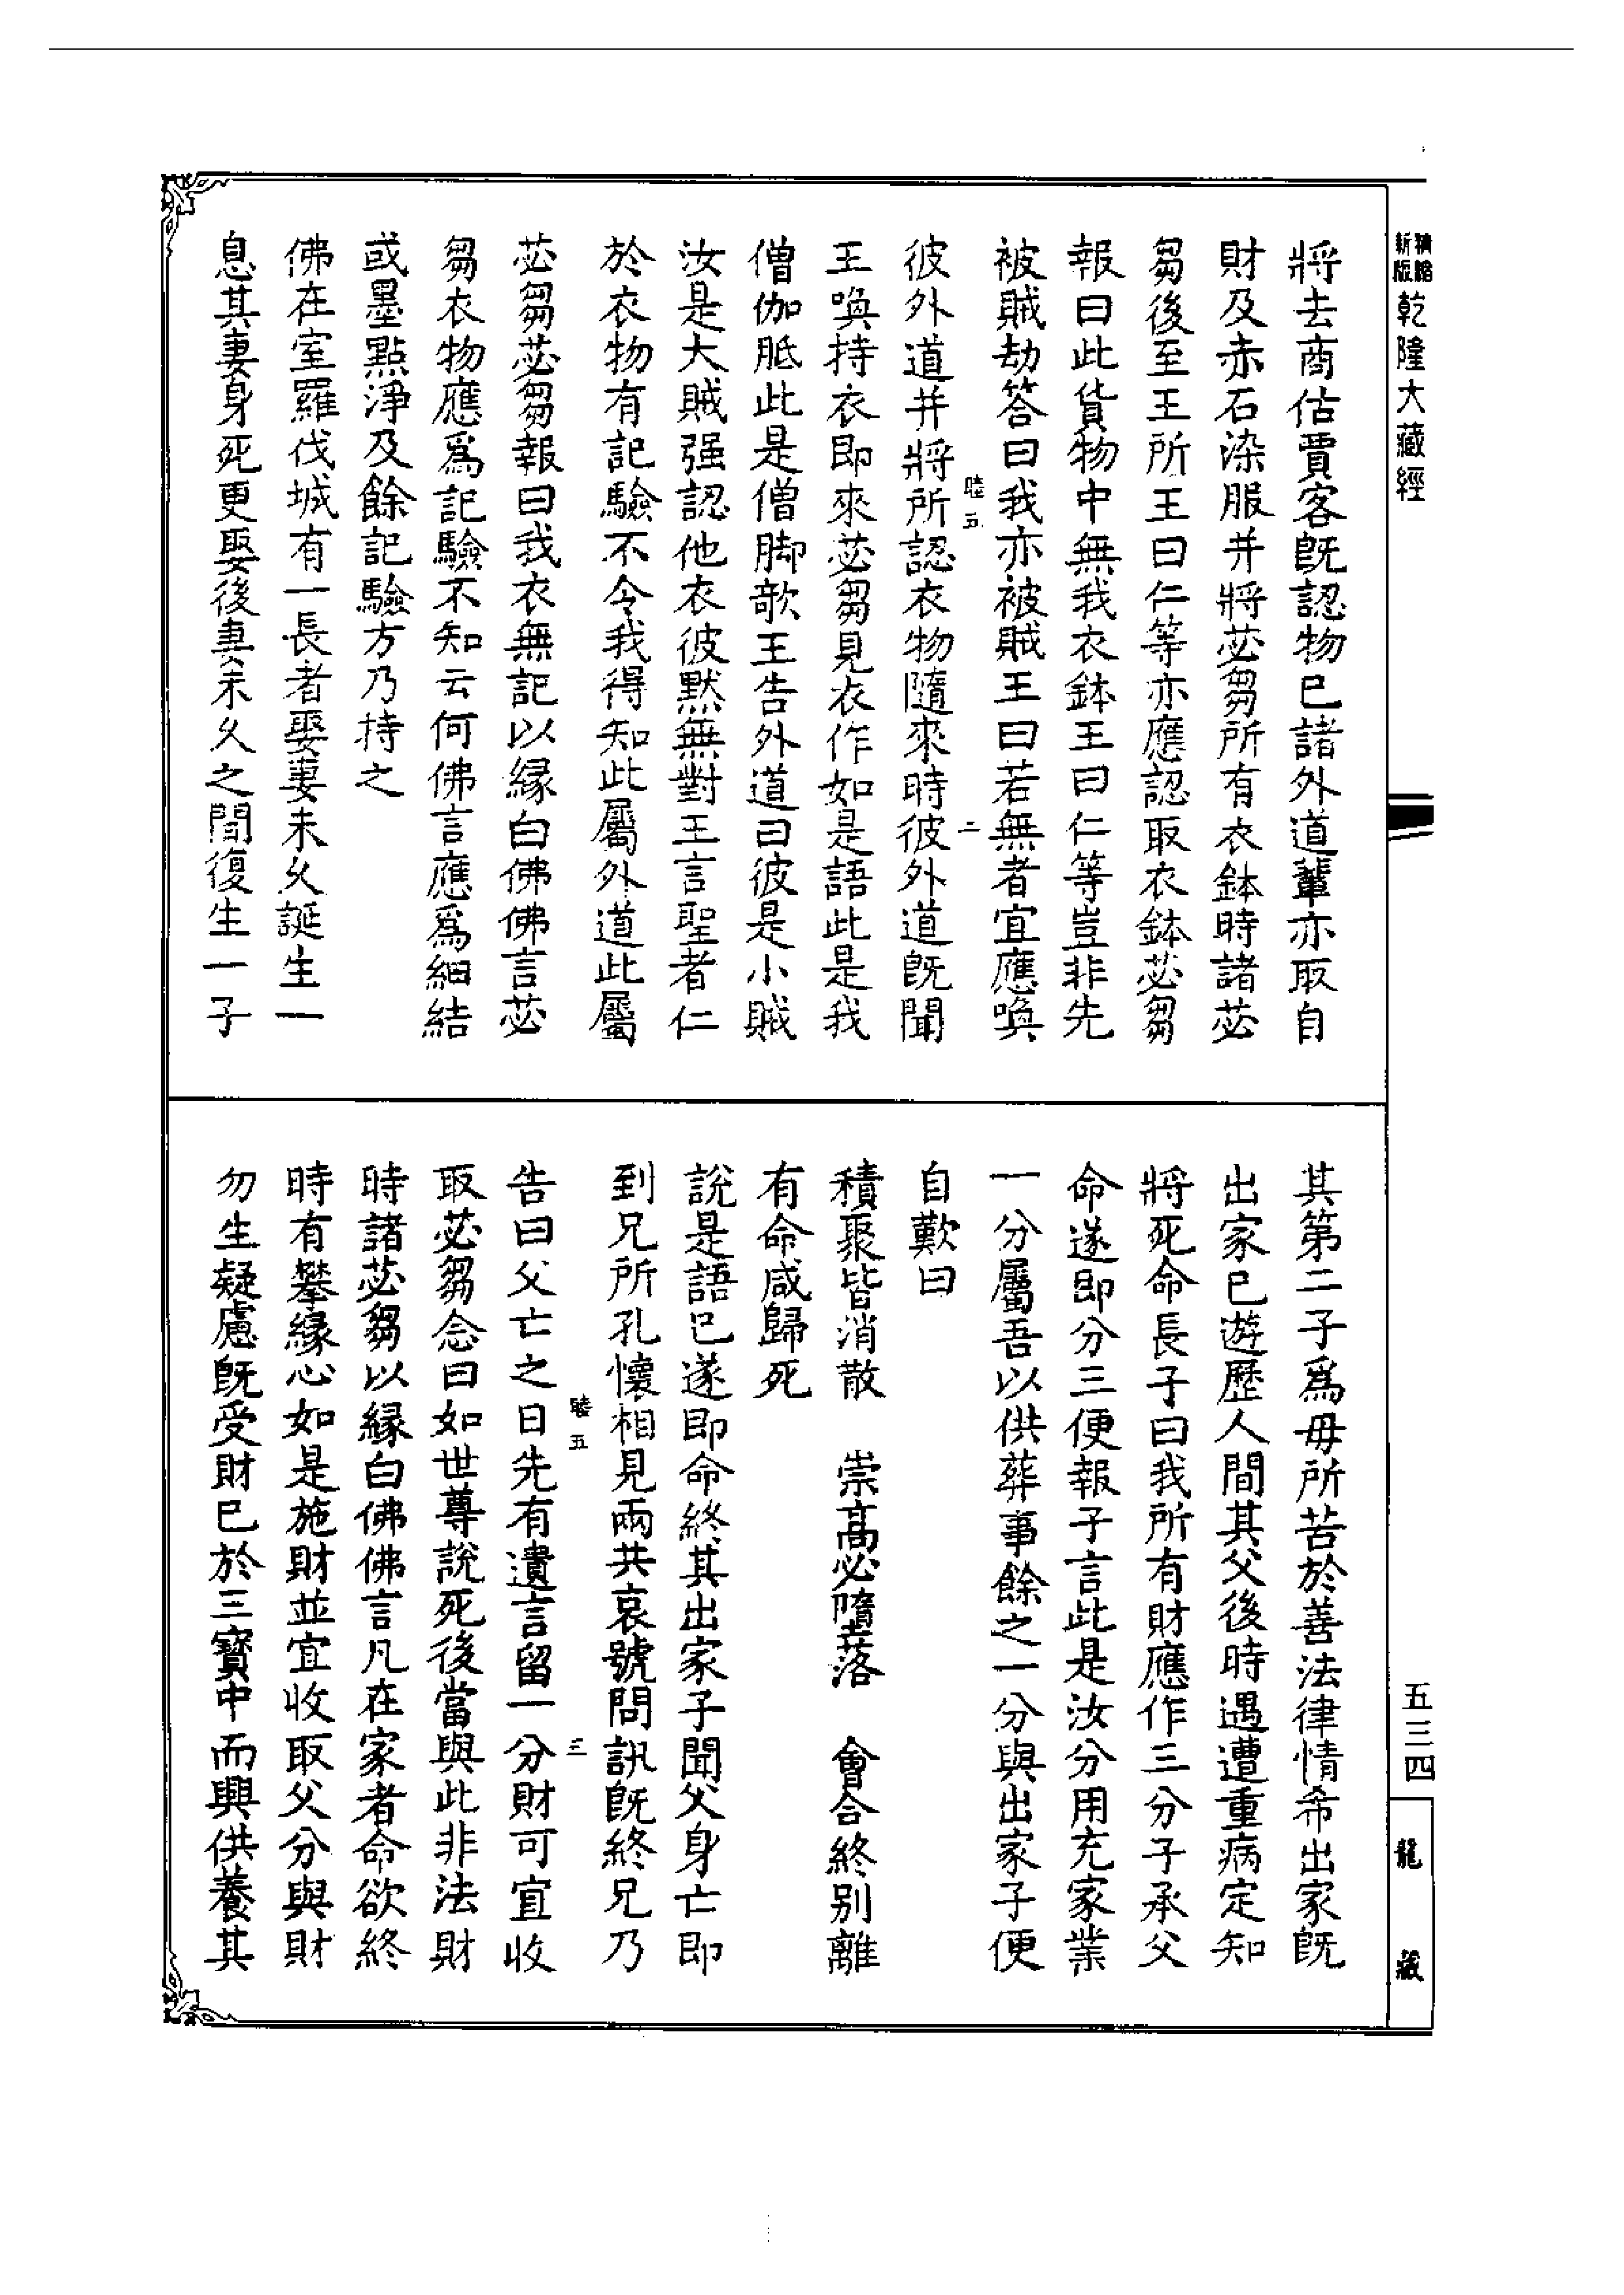 精縮
新版
乾隆大藏經
將去商估賈客既認物已諸外道輩亦取自
財及赤石染服并將苾芻所有衣鉢時諸苾
芻後至王所王曰仁等亦應認取衣鉢苾芻
報曰此貨物中無我衣鉢王曰仁等豈非先
被賊劫答曰我亦被賊王曰若無者宜應喚
睦五 二
彼外道并將所認衣物隨來時彼外道既聞
王喚持衣即來苾芻見衣作如是語此是我
僧伽胝此是僧脚欹王告外道曰彼是小賊
汝是大賊强認他衣彼默無對王言聖者仁
於衣物有記驗不令我得知此屬外道此屬
苾芻苾芻報曰我衣無記以緣白佛佛言苾
芻衣物應爲記驗不知云何佛言應爲細結
或墨點淨及餘記驗方乃持之
佛在室羅伐城有一長者娶妻未久誕生一
息其妻身死更娶後妻未久之間復生一子
其第二子爲毋所苦於善法律情希出家既
出家已遊歷人間其父後時遇遭重病定知
將死命長子曰我所有財應作三分子承父
命遂即分三便報子言此是汝分用充家業
一分屬吾以供葬事餘之一分與出家子便
自歎曰
積聚皆消散　崇高必墮落　會合終别離
有命咸歸死
說是語已遂即命終其出家子聞父身亡即
到兄所孔懷相見兩共哀號問訊既終兄乃
睦五 三
告曰父亡之日先有遺言留一分財可宜收
取苾芻念曰如世尊說死後當與此非法財
時諸苾芻以緣白佛佛言凡在家者命欲終
時有攀緣心如是施財並宜收取父分與財
勿生疑慮既受財已於三寶中而興供養其
五三四
龍藏